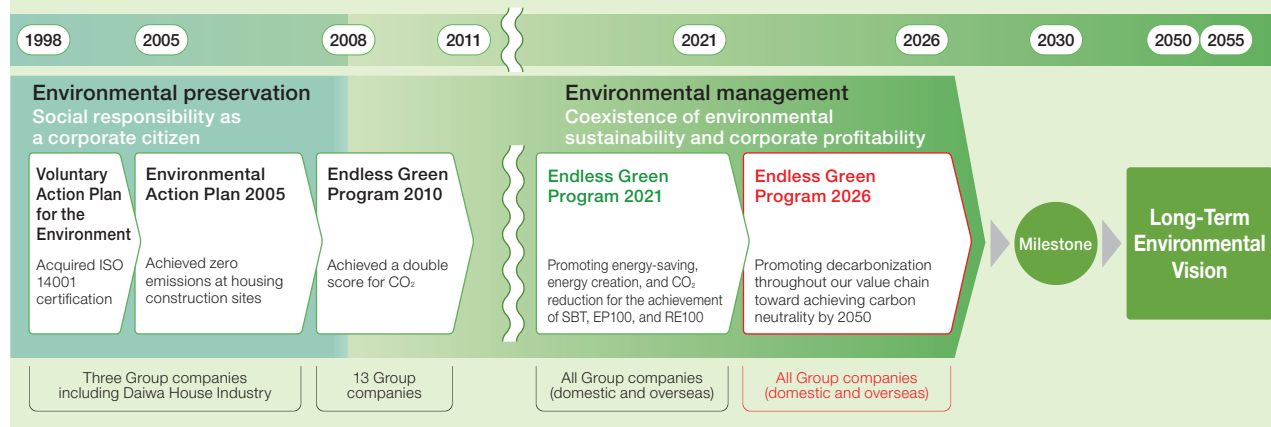 1998
2005
2008
2011
2021
2026
2030
2050
2055
Environmental preservation
Social responsibility as
a corporate citizen
Environmental management
Coexistence of environmental
sustainability and corporate profitability
Voluntary
Action Plan
for the
Environment
Acquired ISO
14001
certification
Environmental
Action Plan 2005
Achieved zero
emissions at housing
construction sites
Endless Green
Program 2010
Achieved a double
score for CO₂
Endless Green
Program 2021
Promoting energy-saving,
energy creation, and CO₂
reduction for the achievement
of SBT, EP100, and RE100
Endless Green
Program 2026
Promoting decarbonization
throughout our value chain
toward achieving carbon
neutrality by 2050
Milestone
Long-Term
Environmental
Vision
Three Group companies
including Daiwa House Industry
13 Group
companies
All Group companies
(domestic and overseas)
All Group companies
(domestic and overseas)